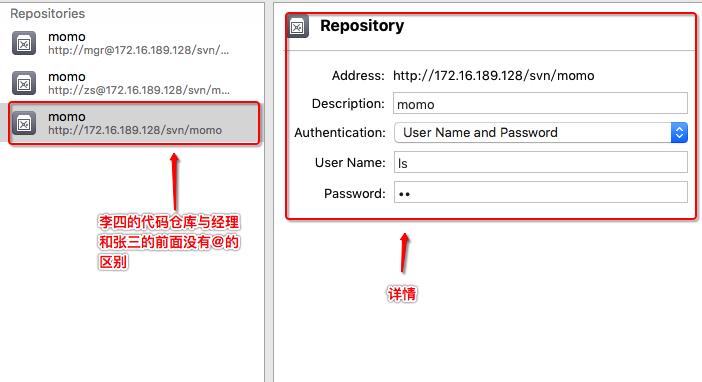 Repositories
momo
http://mgr@172.16.189.128/svn/...
momo
http://zs@172.16.189.128/svn/m...
momo
http://172.16.189.128/svn/momo
李四的代码仓库与经理
和张三的前面没有@的
区别
Repository
Address: http://172.16.189.128/svn/momo
Description: momo
Authentication: User Name and Password
User Name: ls
Password: ••
详情